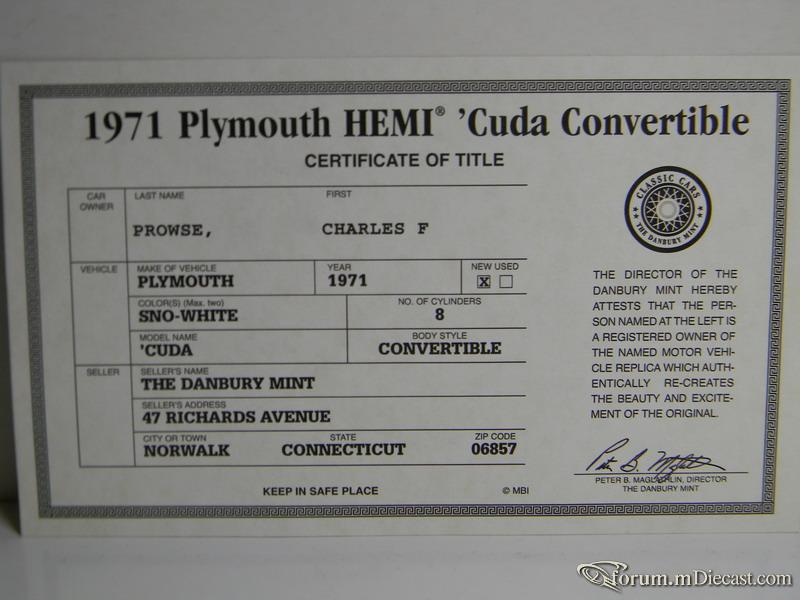 1971 Plymouth HEMI® 'Cuda Convertible
CERTIFICATE OF TITLE
CAR OWNER
LAST NAME FIRST
PROWSE, CHARLES F
VEHICLE
MAKE OF VEHICLE YEAR NEW USED
PLYMOUTH 1971 X
COLOR(S) (Max. two) NO. OF CYLINDERS
SNO-WHITE 8
MODEL NAME BODY STYLE
'CUDA CONVERTIBLE
SELLER
SELLER'S NAME
THE DANBURY MINT
SELLER'S ADDRESS
47 RICHARDS AVENUE
CITY OR TOWN STATE ZIP CODE
NORWALK CONNECTICUT 06857
KEEP IN SAFE PLACE © MBI
CLASSIC CARS
THE DANBURY MINT
THE DIRECTOR OF THE
DANBURY MINT HEREBY
ATTESTS THAT THE PER-
SON NAMED AT THE LEFT IS
A REGISTERED OWNER OF
THE NAMED MOTOR VEHI-
CLE REPLICA WHICH AUTH-
ENTICALLY RE-CREATES
THE BEAUTY AND EXCITE-
MENT OF THE ORIGINAL.
Peter B. Maglathlin
PETER B. MAGLATHLIN, DIRECTOR
THE DANBURY MINT
forum.mDiecast.com